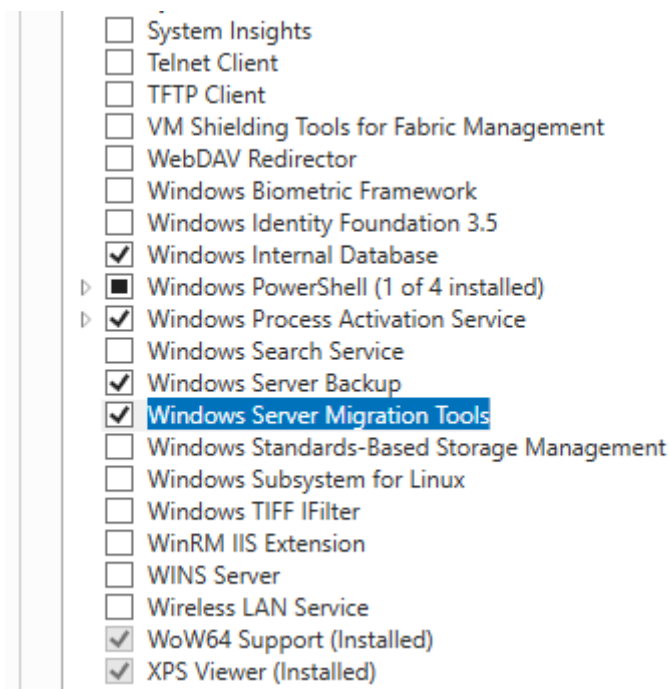 System Insights
Telnet Client
TFTP Client
VM Shielding Tools for Fabric Management
WebDAV Redirector
Windows Biometric Framework
Windows Identity Foundation 3.5
Windows Internal Database
Windows PowerShell (1 of 4 installed)
Windows Process Activation Service
Windows Search Service
Windows Server Backup
Windows Server Migration Tools
Windows Standards-Based Storage Management
Windows Subsystem for Linux
Windows TIFF IFilter
WinRM IIS Extension
WINS Server
Wireless LAN Service
WoW64 Support (Installed)
XPS Viewer (Installed)